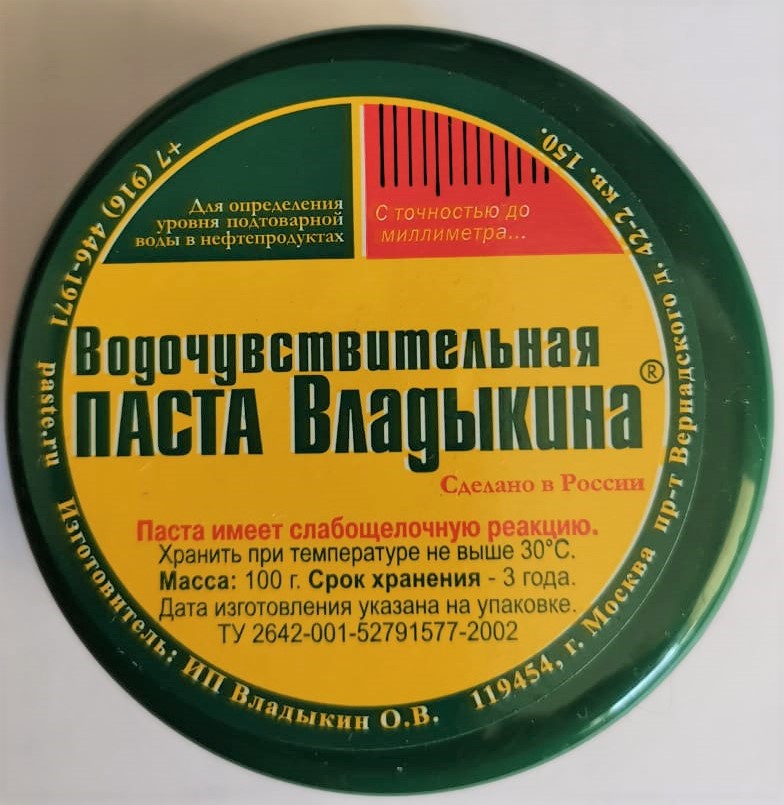 Для определения
уровня подтоварной
воды в нефтепродуктах
С точностью до
миллиметра...
Водочувствительная
ПАСТА Владыкина®
Сделано в России
Паста имеет слабощелочную реакцию.
Хранить при температуре не выше 30°С.
Масса: 100 г. Срок хранения - 3 года.
Дата изготовления указана на упаковке.
ТУ 2642-001-52791577-2002
+7 (916) 446-1971 paste.ru Изготовитель: ИП Владыкин О.В. 119454, г. Москва пр-т Вернадского д. 42-2 кв. 150.